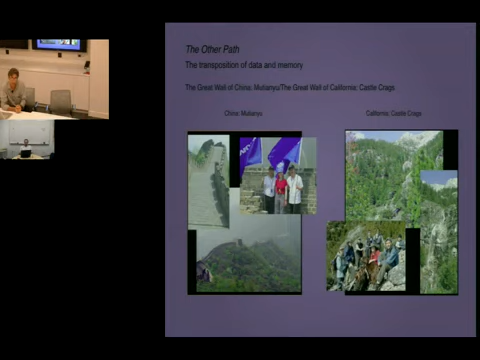 The Other Path
The transposition of data and memory
The Great Wall of China: Mutianyu/The Great Wall of California: Castle Crags
China: Mutianyu
California: Castle Crags